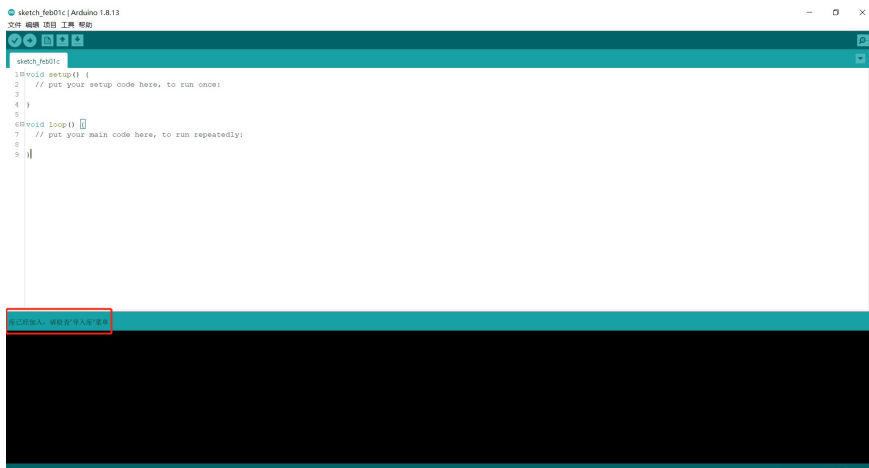 sketch_feb01c | Arduino 1.8.13
文件 编辑 项目 工具 帮助
sketch_feb01c
1 void setup() {
2 // put your setup code here, to run once:
3
4 }
5
6 void loop() {
7 // put your main code here, to run repeatedly:
8
9 }
库已经加入。请检查"导入库"菜单